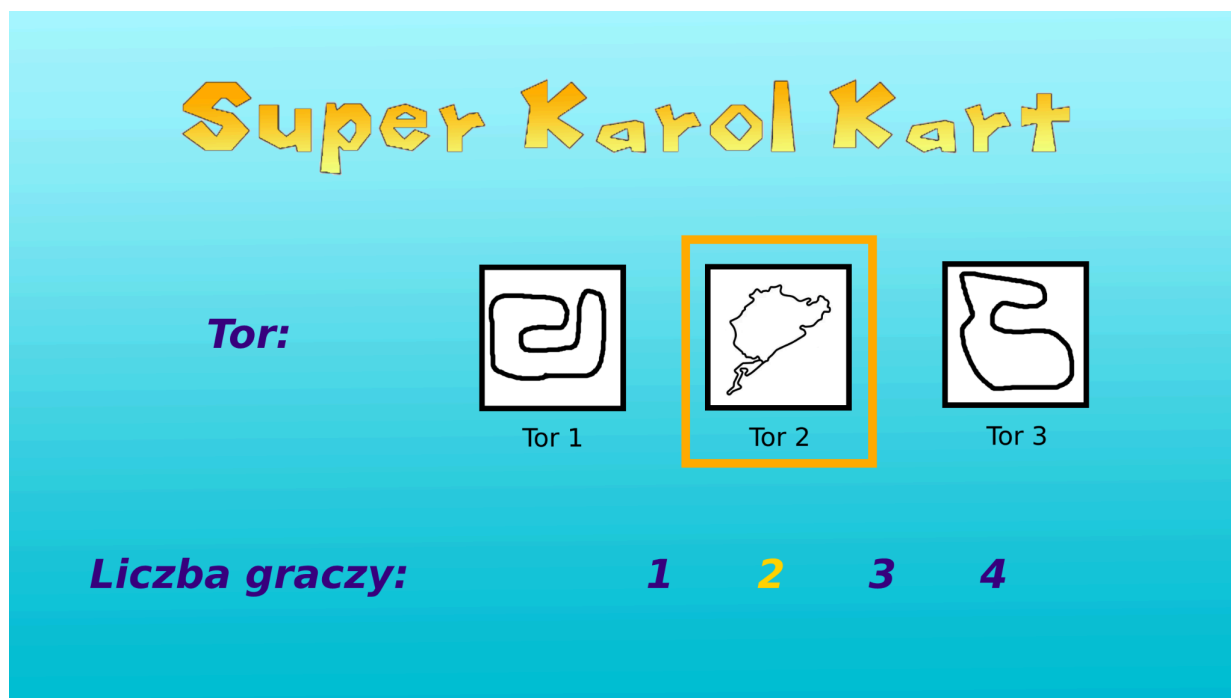 Super Karol Kart
Tor:
Tor 1
Tor 2
Tor 3
Liczba graczy:
1 2 3 4